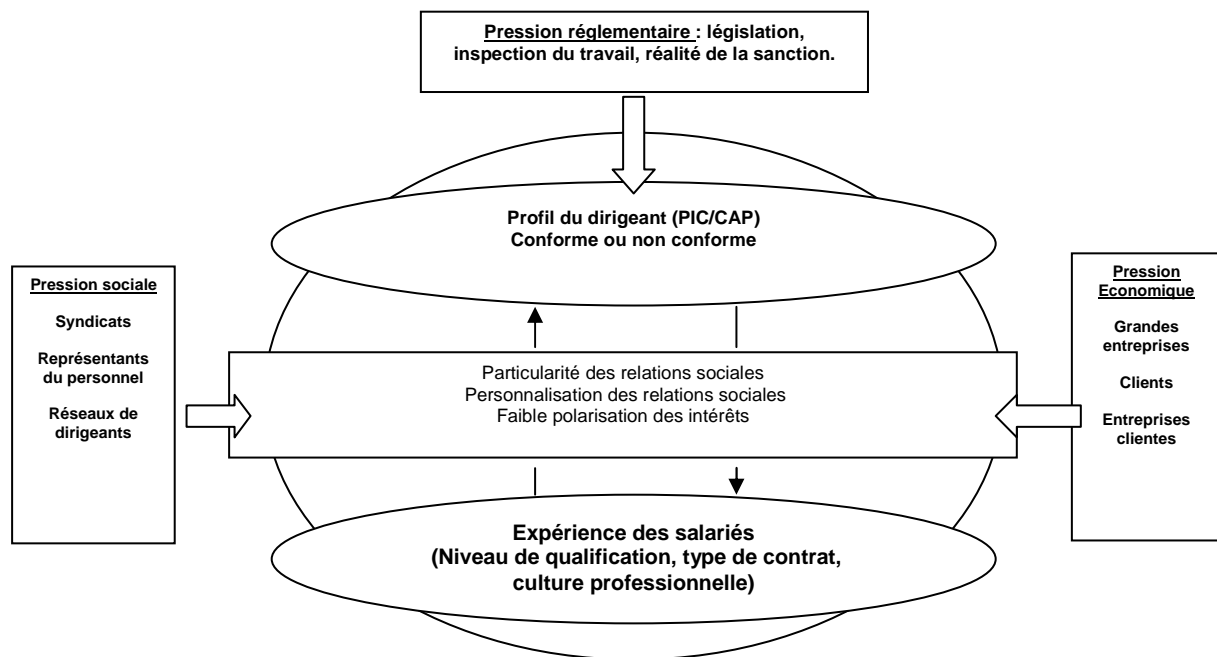 Pression réglementaire : législation,
inspection du travail, réalité de la sanction.
Profil du dirigeant (PIC/CAP)
Conforme ou non conforme
Pression sociale
Syndicats
Représentants
du personnel
Réseaux de
dirigeants
Particularité des relations sociales
Personnalisation des relations sociales
Faible polarisation des intérêts
Pression
Economique
Grandes
entreprises
Clients
Entreprises
clientes
Expérience des salariés
(Niveau de qualification, type de contrat,
culture professionnelle)